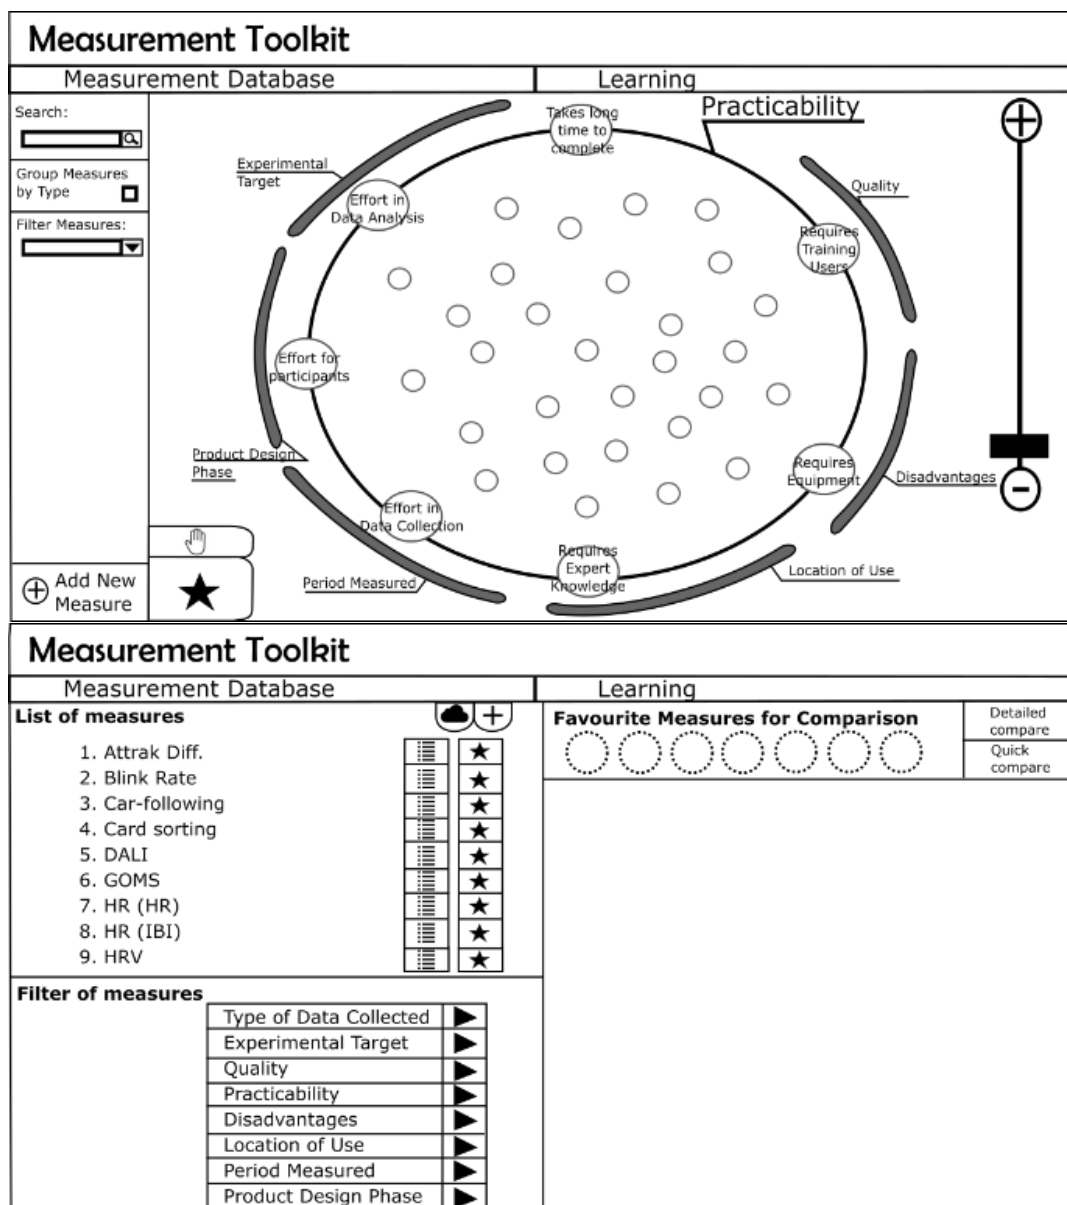 Measurement Toolkit
Measurement Database
Learning
Search:
Group Measures
by Type
Filter Measures:
Add New
Measure
Practicability
Takes long
time to
complete
Experimental
Target
Effort in
Data Analysis
Quality
Requires
Training
Users
Effort for
participants
Product Design
Phase
Requires
Equipment
Disadvantages
Effort in
Data Collection
Requires
Expert
Knowledge
Period Measured
Location of Use
Measurement Toolkit
Measurement Database
Learning
List of measures
1. Attrak Diff.
2. Blink Rate
3. Car-following
4. Card sorting
5. DALI
6. GOMS
7. HR (HR)
8. HR (IBI)
9. HRV
Favourite Measures for Comparison
Detailed
compare
Quick
compare
Filter of measures
Type of Data Collected
Experimental Target
Quality
Practicability
Disadvantages
Location of Use
Period Measured
Product Design Phase